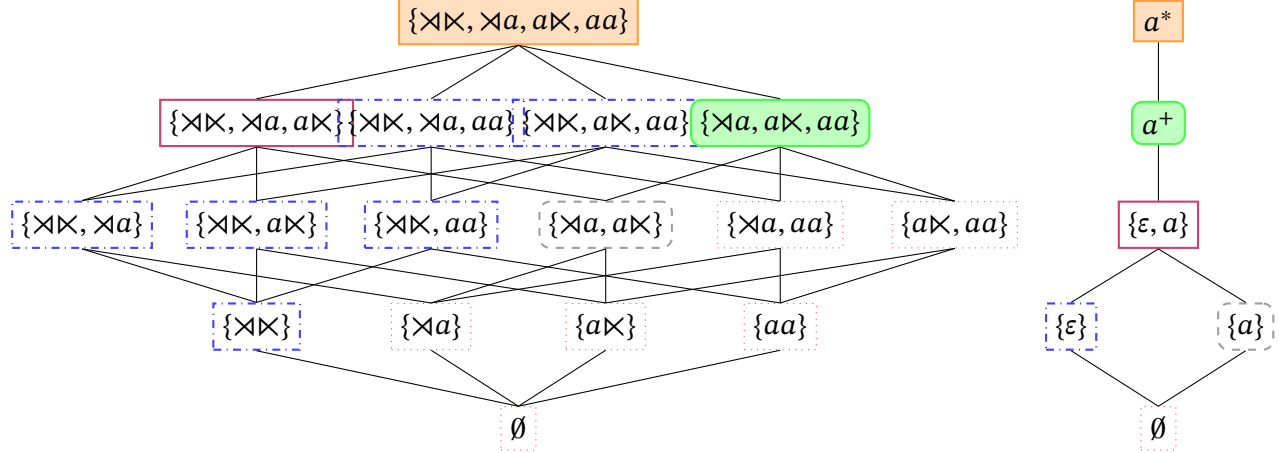 {⋊⋉, ⋊a, a⋉, aa} a*
{⋊⋉, ⋊a, a⋉} {⋊⋉, ⋊a, aa} {⋊⋉, a⋉, aa} {⋊a, a⋉, aa} a⁺
{⋊⋉, ⋊a} {⋊⋉, a⋉} {⋊⋉, aa} {⋊a, a⋉} {⋊a, aa} {a⋉, aa} {ε, a}
{⋊⋉} {⋊a} {a⋉} {aa} {ε} {a}
∅ ∅